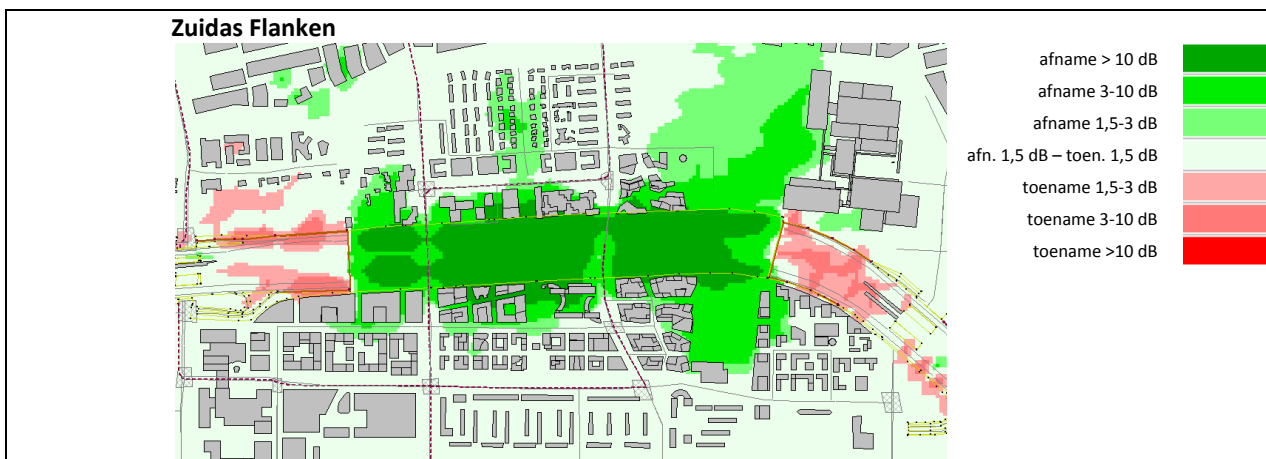 Zuidas Flanken
afname > 10 dB
afname 3-10 dB
afname 1,5-3 dB
afn. 1,5 dB – toen. 1,5 dB
toename 1,5-3 dB
toename 3-10 dB
toename >10 dB